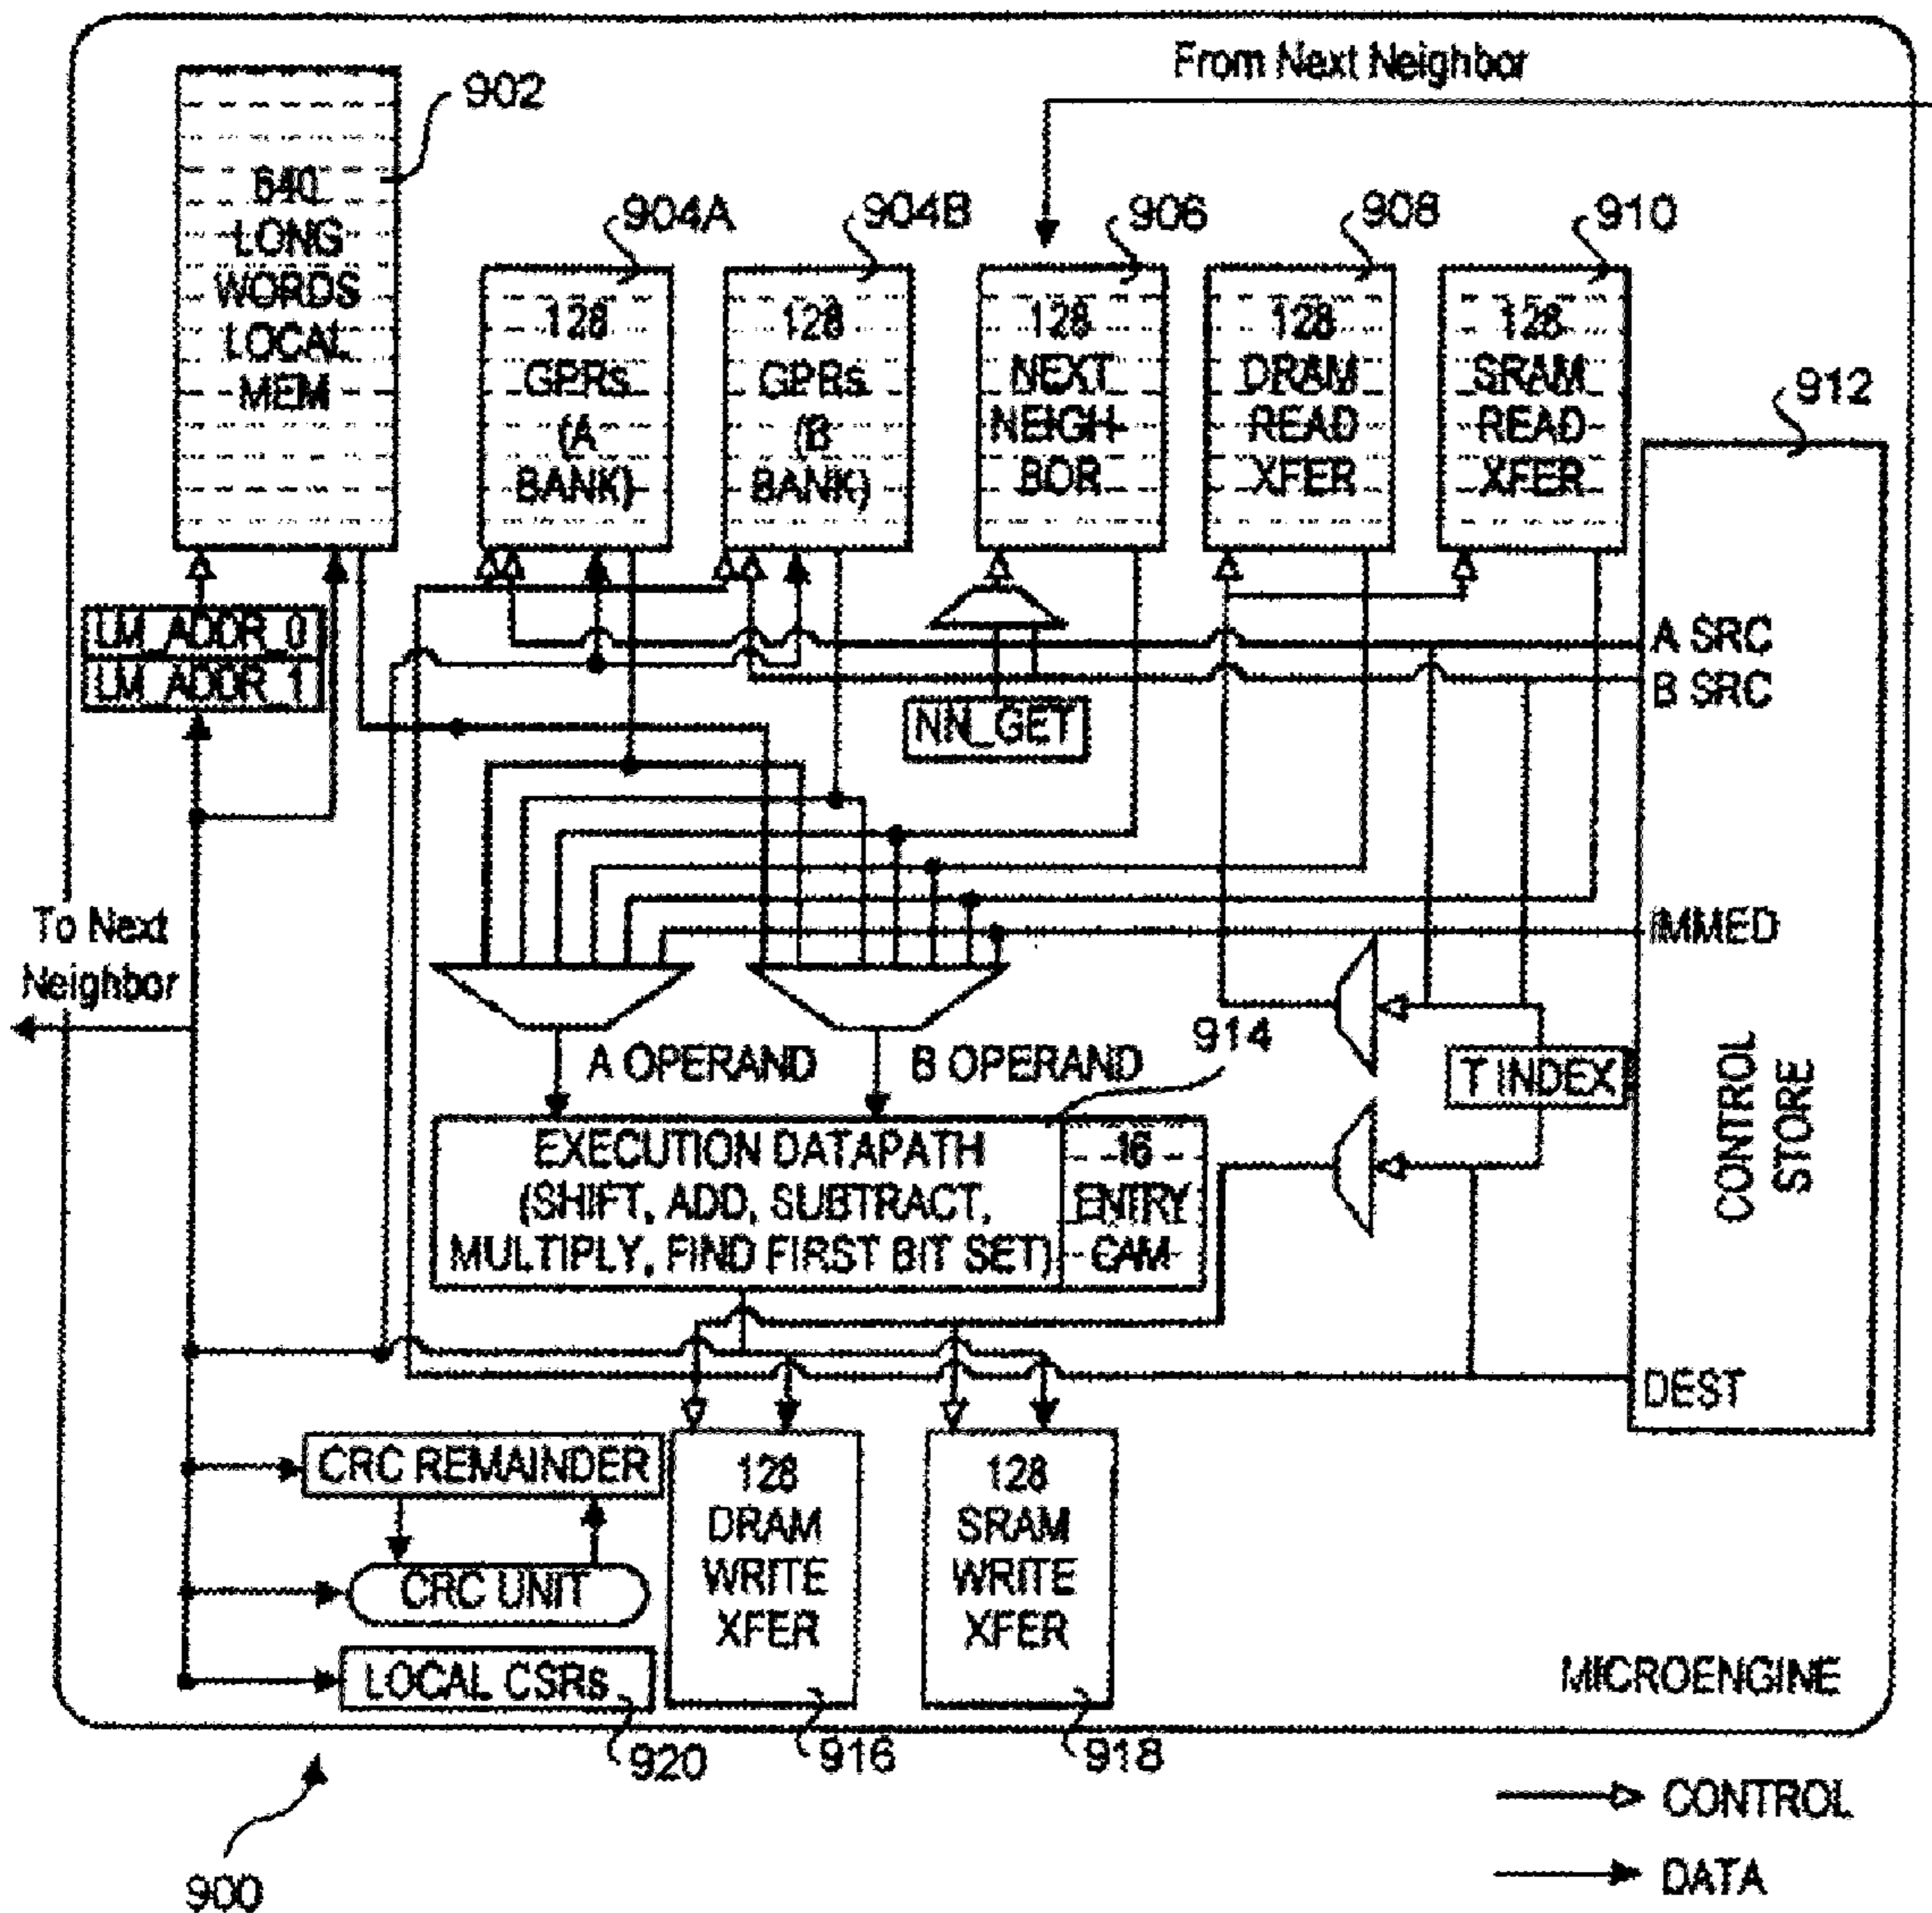 From Next Neighbor
902
640
LONG
WORDS
LOCAL
MEM
904A
904B
906
908
910
128
GPRs
(A
BANK)
128
GPRs
(B
BANK)
128
NEXT
NEIGH-
BOR
128
DRAM
READ
XFER
128
SRAM
READ
XFER
912
LM_ADDR_0
LM_ADDR_1
A SRC
B SRC
NN_GET
To Next
Neighbor
IMMED
914
A OPERAND
B OPERAND
T INDEX
CONTROL
STORE
EXECUTION DATAPATH
(SHIFT, ADD, SUBTRACT,
MULTIPLY, FIND FIRST BIT SET)
16
ENTRY
CAM
DEST
CRC REMAINDER
CRC UNIT
LOCAL CSRs
128
DRAM
WRITE
XFER
128
SRAM
WRITE
XFER
MICROENGINE
920
916
918
900
CONTROL
DATA